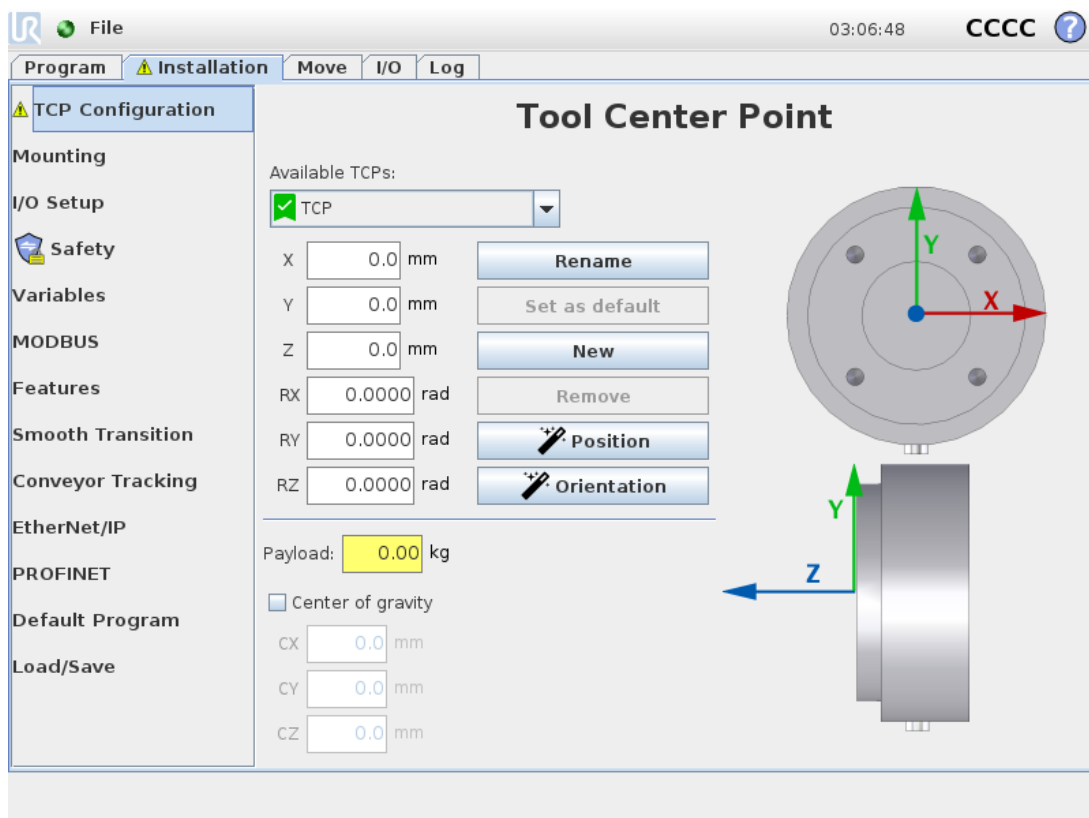 UR File 03:06:48 CCCC ?
Program Installation Move I/O Log
TCP Configuration
Mounting
I/O Setup
Safety
Variables
MODBUS
Features
Smooth Transition
Conveyor Tracking
EtherNet/IP
PROFINET
Default Program
Load/Save
Tool Center Point
Available TCPs:
TCP
X 0.0 mm Rename
Y 0.0 mm Set as default
Z 0.0 mm New
RX 0.0000 rad Remove
RY 0.0000 rad Position
RZ 0.0000 rad Orientation
Payload: 0.00 kg
Center of gravity
CX 0.0 mm
CY 0.0 mm
CZ 0.0 mm
Y
X
Y
Z